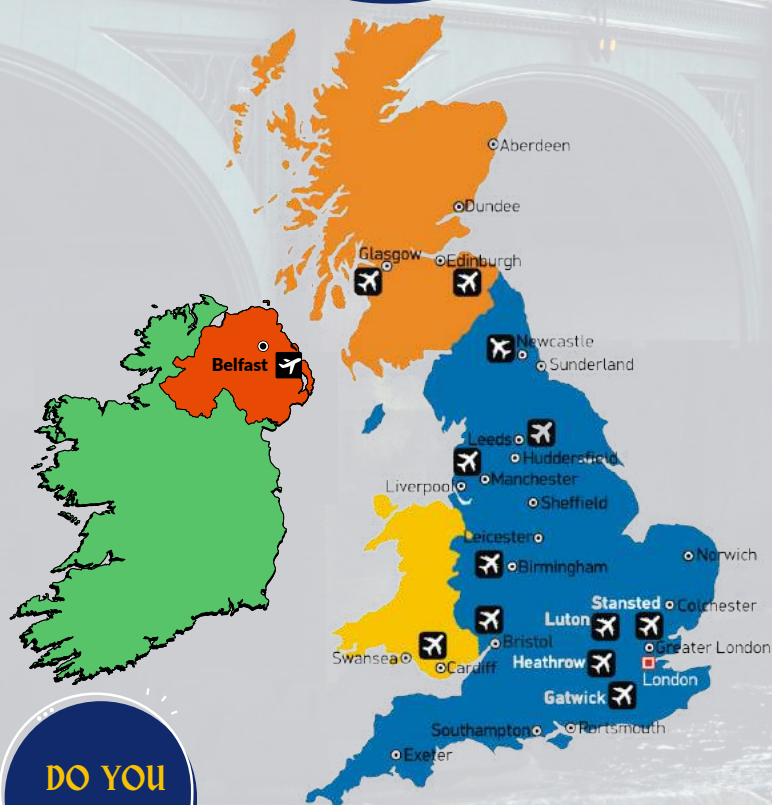 Aberdeen
Dundee
Glasgow
Edinburgh
Newcastle
Sunderland
Belfast
Leeds
Huddersfield
Manchester
Liverpool
Sheffield
Leicester
Norwich
Birmingham
Stansted
Colchester
Luton
Bristol
Greater London
Swansea
Cardiff
Heathrow
London
Gatwick
Southampton
Portsmouth
Exeter
DO YOU